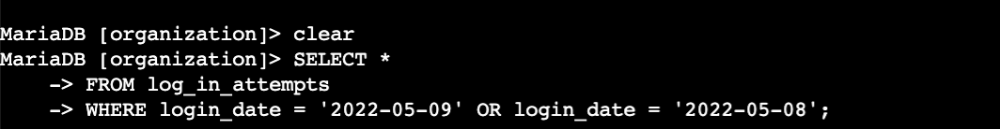 MariaDB [organization]> clear
MariaDB [organization]> SELECT *
    -> FROM log_in_attempts
    -> WHERE login_date = '2022-05-09' OR login_date = '2022-05-08';